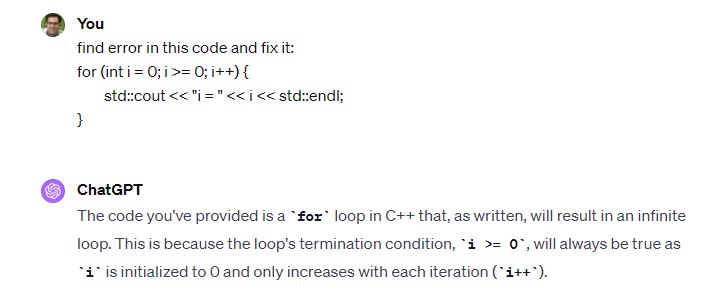 You
find error in this code and fix it:
for (int i = 0; i >= 0; i++) {
std::cout << "i = " << i << std::endl;
}
ChatGPT
The code you've provided is a `for` loop in C++ that, as written, will result in an infinite
loop. This is because the loop's termination condition, `i >= 0`, will always be true as
`i` is initialized to 0 and only increases with each iteration (`i++`).